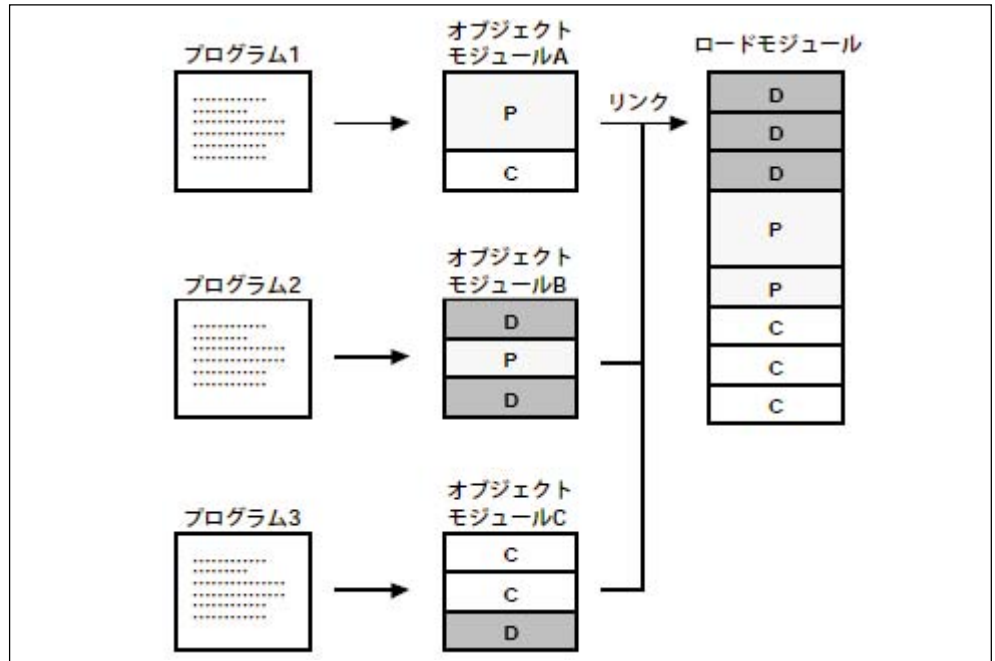 プログラム1
オブジェクト
モジュールA
P
C
リンク
ロードモジュール
D
D
D
P
P
C
C
C
プログラム2
オブジェクト
モジュールB
D
P
D
プログラム3
オブジェクト
モジュールC
C
C
D